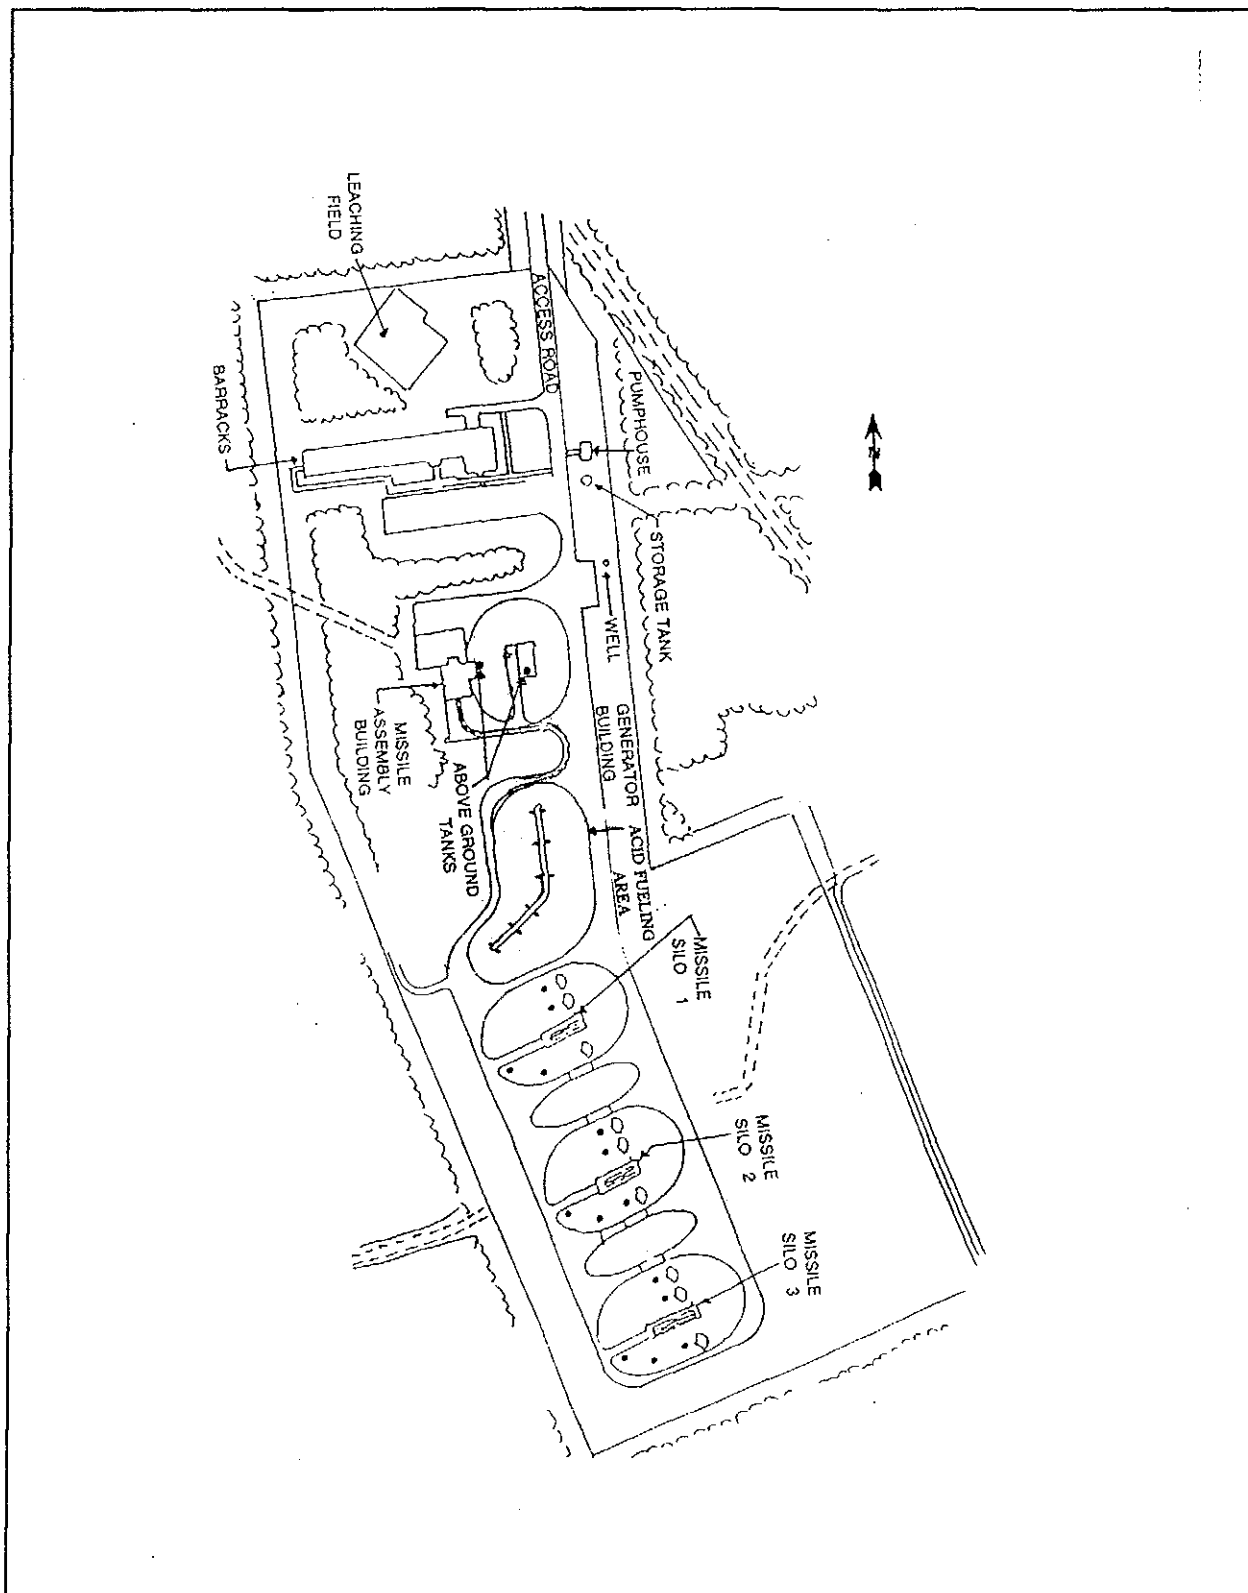 LEACHING
FIELD
ACCESS ROAD
BARRACKS
PUMPHOUSE
N
STORAGE TANK
WELL
GENERATOR
BUILDING
MISSILE
ASSEMBLY
BUILDING
ABOVE GROUND
TANKS
ACID FUELING
AREA
MISSILE
SILO 1
MISSILE
SILO 2
MISSILE
SILO 3